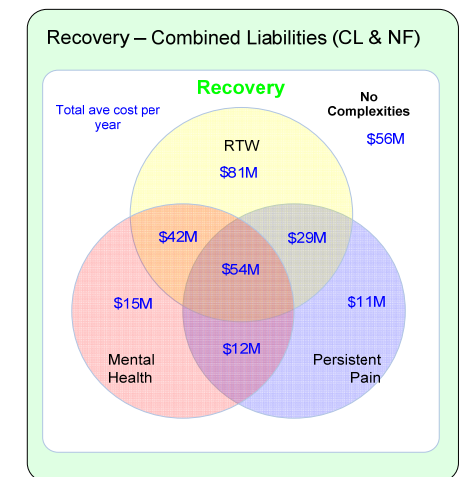 Recovery – Combined Liabilities (CL & NF)
Recovery
Total ave cost per
year
No
Complexities
$56M
RTW
$81M
$42M
$29M
$54M
$15M
$11M
$12M
Mental
Health
Persistent
Pain